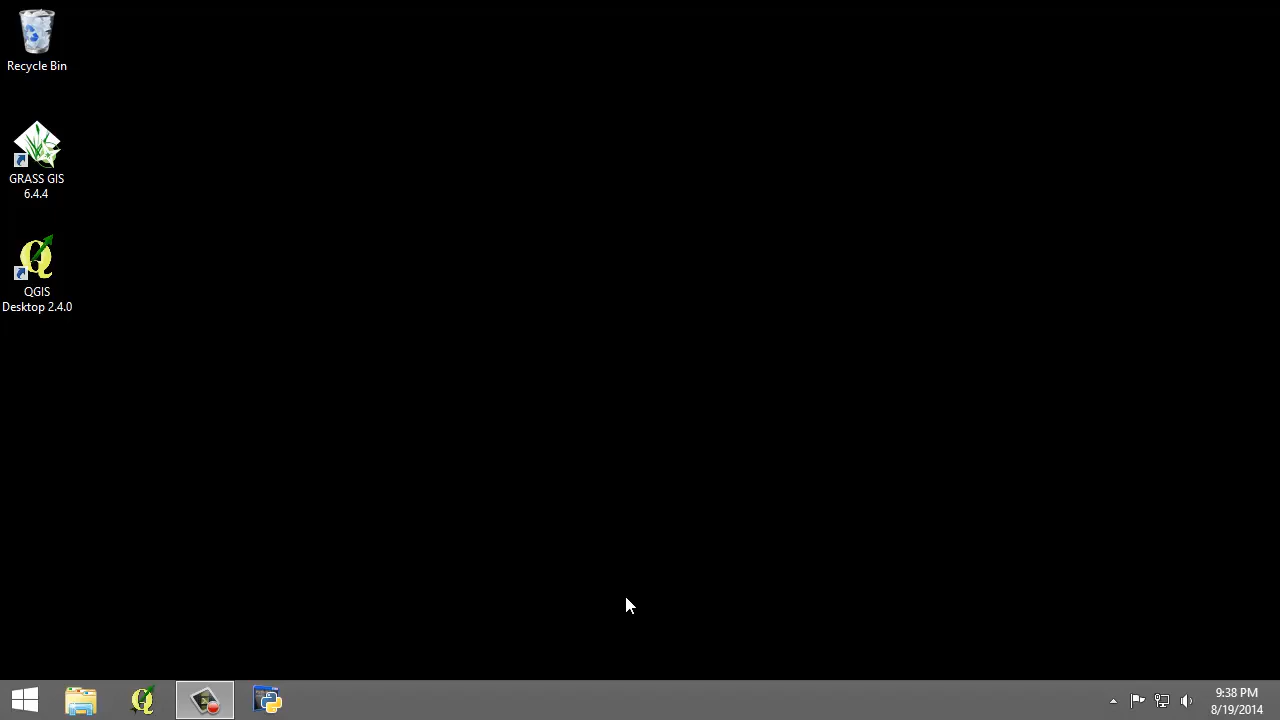 Recycle Bin
GRASS GIS
6.4.4
QGIS
Desktop 2.4.0
9:38 PM
8/19/2014